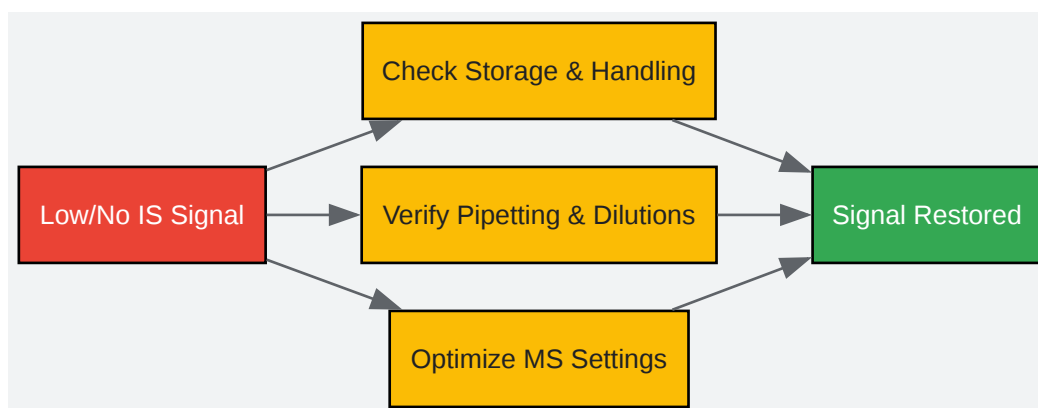 Check Storage & Handling
Low/No IS Signal
Verify Pipetting & Dilutions
Signal Restored
Optimize MS Settings